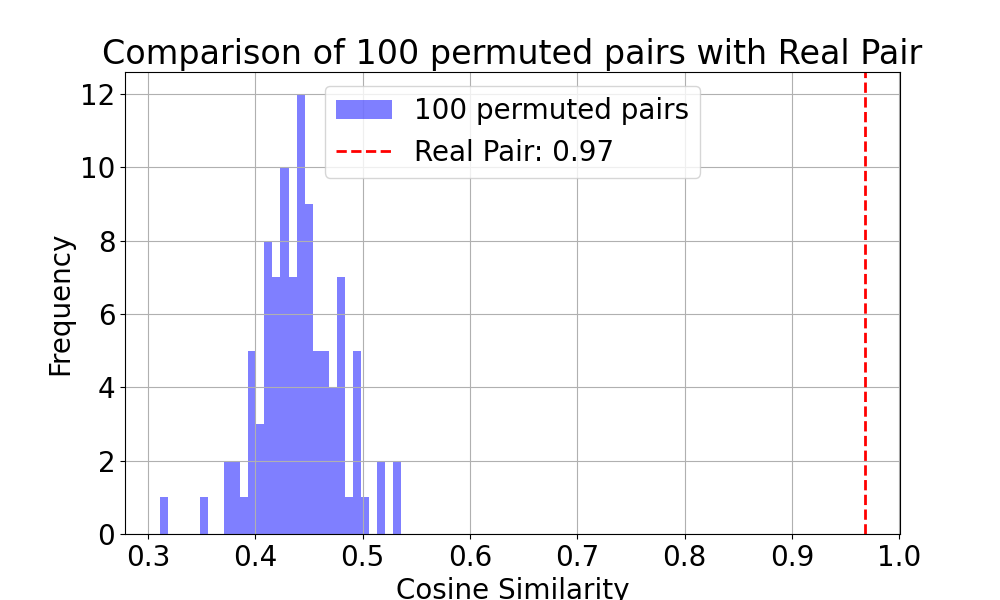 Comparison of 100 permuted pairs with Real Pair
12
10
8
6
4
2
0
Frequency
100 permuted pairs
Real Pair: 0.97
0.3 0.4 0.5 0.6 0.7 0.8 0.9 1.0
Cosine Similarity